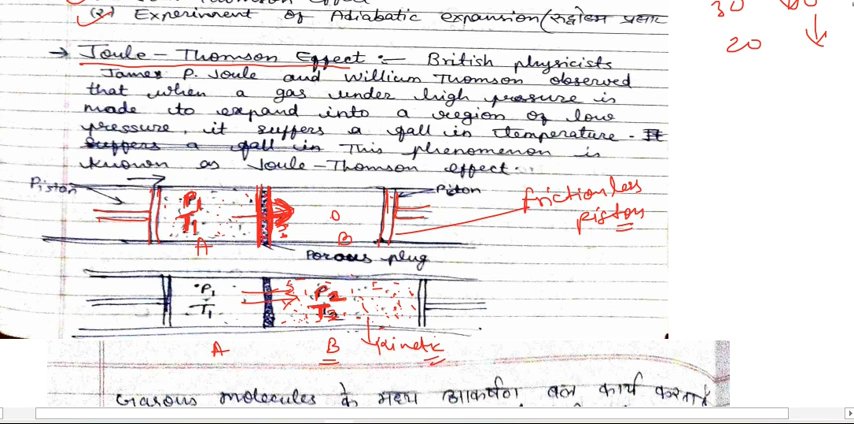 (2) Experiment of Adiabatic expansion (रुद्धोष्म प्रसार
30
20
→ Joule-Thomson Effect :- British physicists
James P. Joule and William Thomson observed
that when a gas under high pressure is
made to expand into a region of low
pressure, it suffers a fall in temperature. It
suffers a fall in This phenomenon is
known as Joule-Thomson effect.
Piston
Piston
P1
T1
A
B
frictionless
piston
Porous plug
P1
T1
P2
T2
A
B
kinetic
Gasous molecules के मध्य आकर्षण बल कार्य करता है